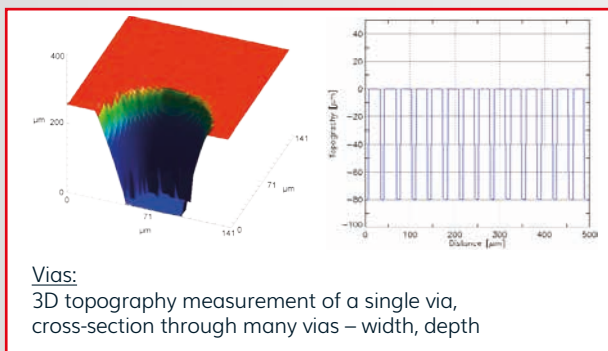 400
µm
200
0
0
71
µm
141
0
71
µm
141
40
20
0
−20
−40
−60
−80
−100
Topography [µm]
0
100
200
300
400
500
Distance [µm]
Vias:
3D topography measurement of a single via,
cross-section through many vias – width, depth